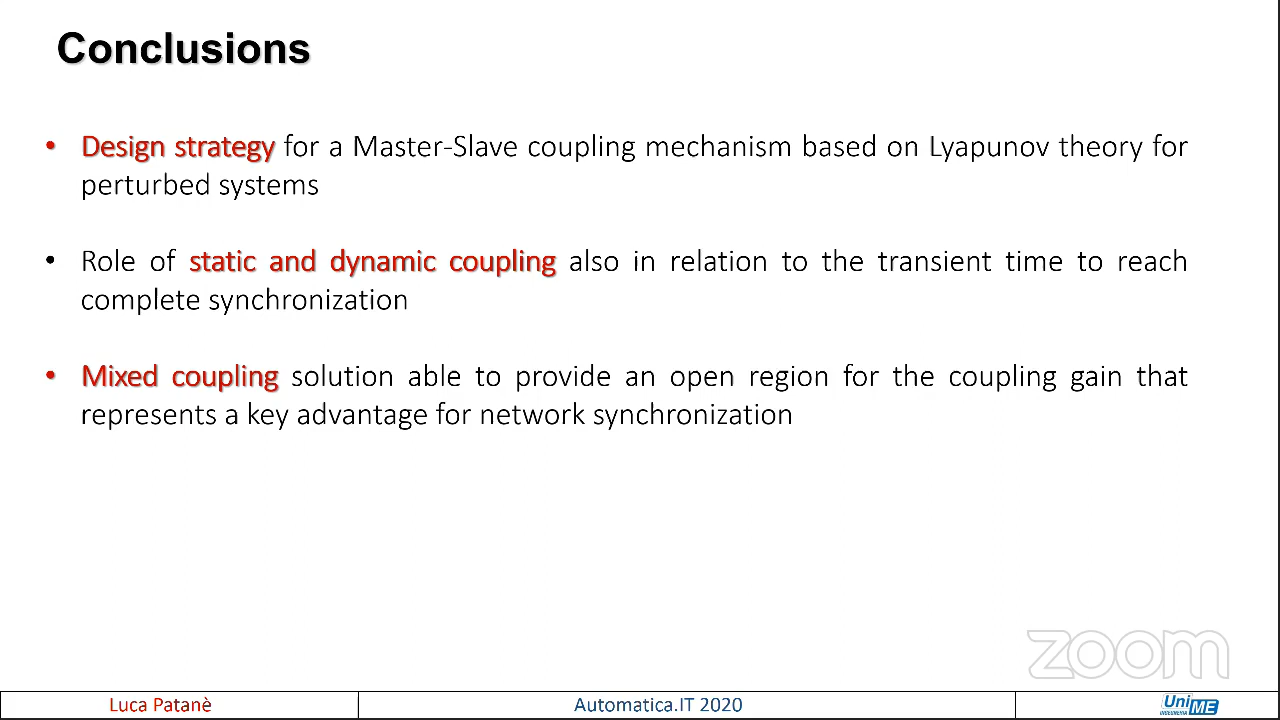 Conclusions
• Design strategy for a Master-Slave coupling mechanism based on Lyapunov theory for
perturbed systems
• Role of static and dynamic coupling also in relation to the transient time to reach
complete synchronization
• Mixed coupling solution able to provide an open region for the coupling gain that
represents a key advantage for network synchronization
zoom
Luca Patanè
Automatica.IT 2020
UniME
INGEGNERIA